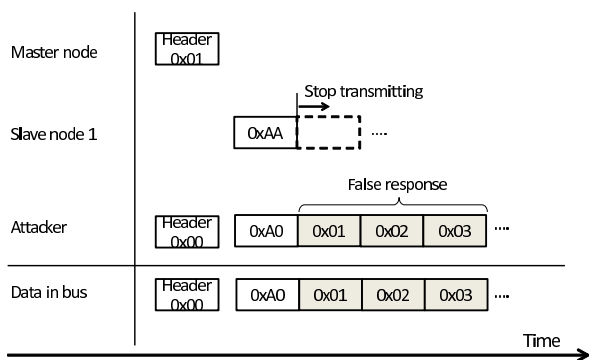 Master node
Header
0x01
Stop transmitting
Slave node 1
0xAA
....
False response
Attacker
Header
0x00
0xA0
0x01
0x02
0x03
....
Data in bus
Header
0x00
0xA0
0x01
0x02
0x03
....
Time